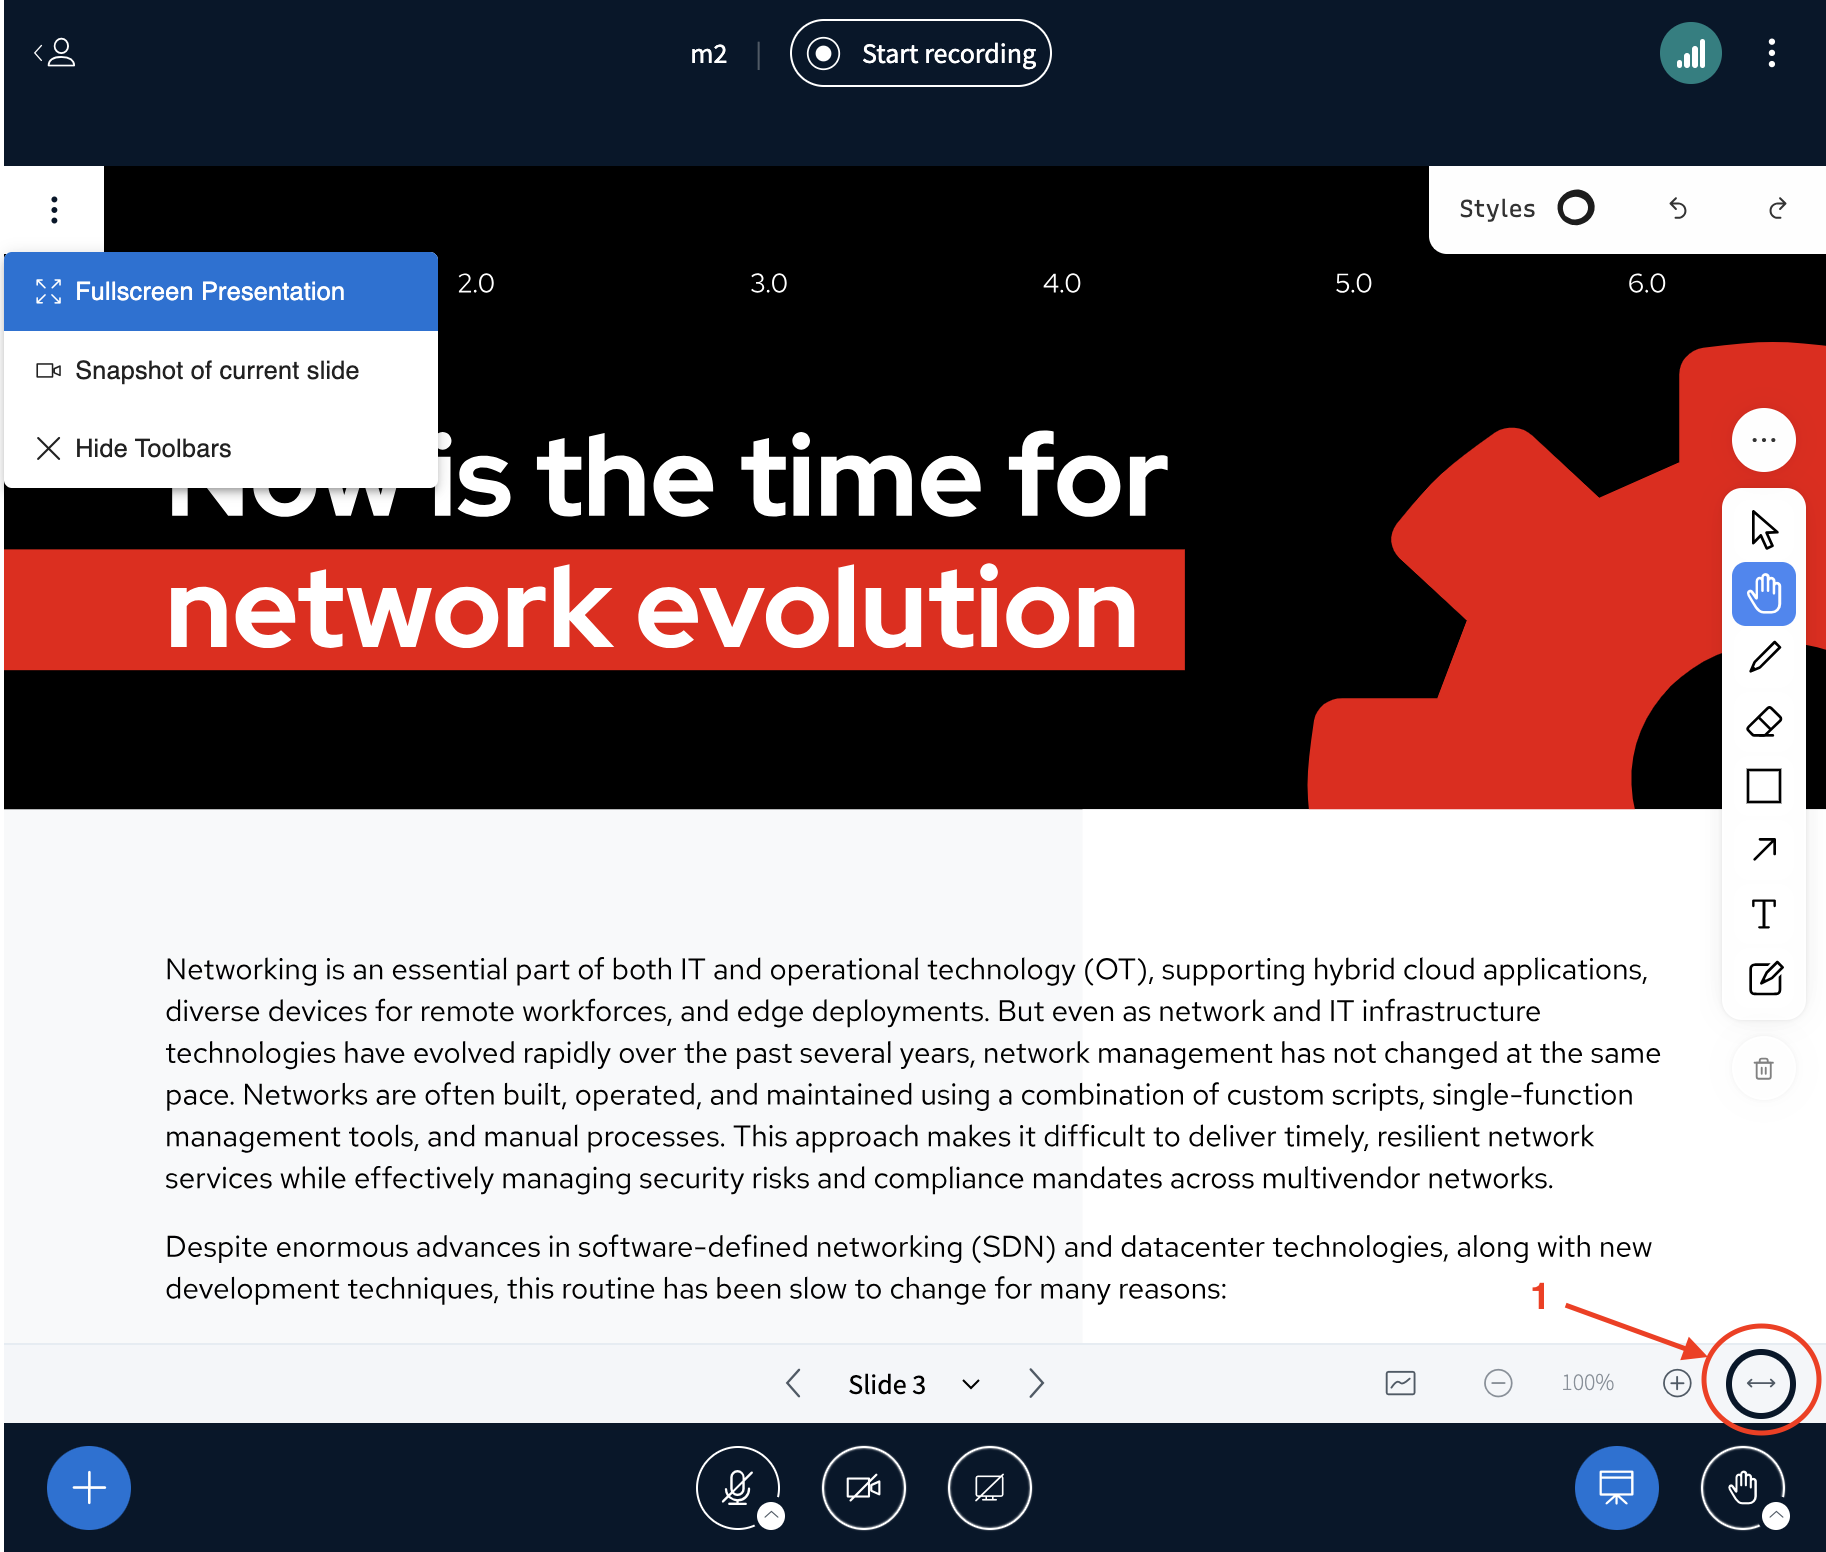 m2
Start recording
Styles
Fullscreen Presentation
Snapshot of current slide
Hide Toolbars
2.0 3.0 4.0 5.0 6.0
Now is the time for
network evolution
Networking is an essential part of both IT and operational technology (OT), supporting hybrid cloud applications,
diverse devices for remote workforces, and edge deployments. But even as network and IT infrastructure
technologies have evolved rapidly over the past several years, network management has not changed at the same
pace. Networks are often built, operated, and maintained using a combination of custom scripts, single-function
management tools, and manual processes. This approach makes it difficult to deliver timely, resilient network
services while effectively managing security risks and compliance mandates across multivendor networks.
Despite enormous advances in software-defined networking (SDN) and datacenter technologies, along with new
development techniques, this routine has been slow to change for many reasons:
1
Slide 3
100%